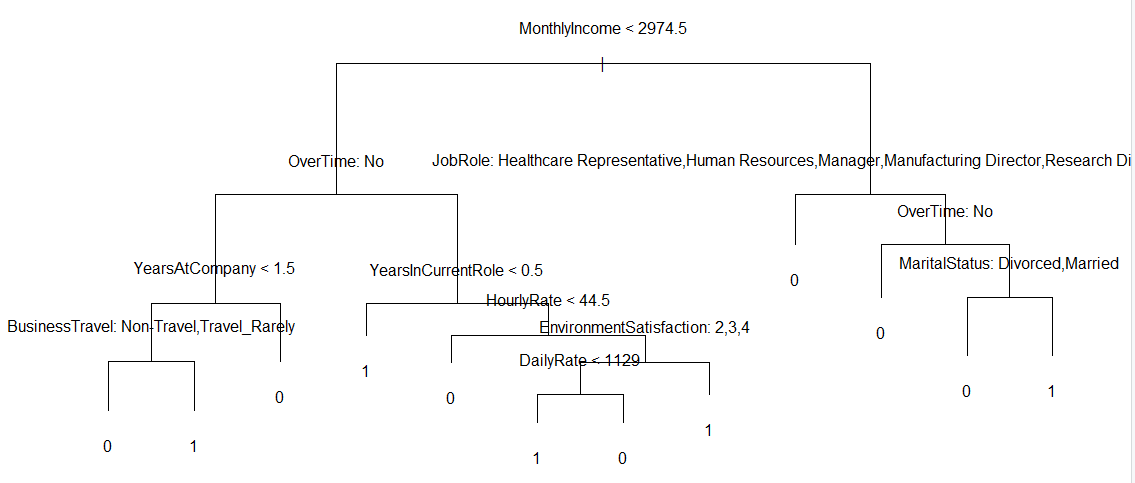 MonthlyIncome < 2974.5
OverTime: No
JobRole: Healthcare Representative,Human Resources,Manager,Manufacturing Director,Research Di
OverTime: No
YearsAtCompany < 1.5
YearsInCurrentRole < 0.5
MaritalStatus: Divorced,Married
0
HourlyRate < 44.5
BusinessTravel: Non-Travel,Travel_Rarely
EnvironmentSatisfaction: 2,3,4
0
DailyRate < 1129
1
0
0
0
1
0
1
1
0
1
0